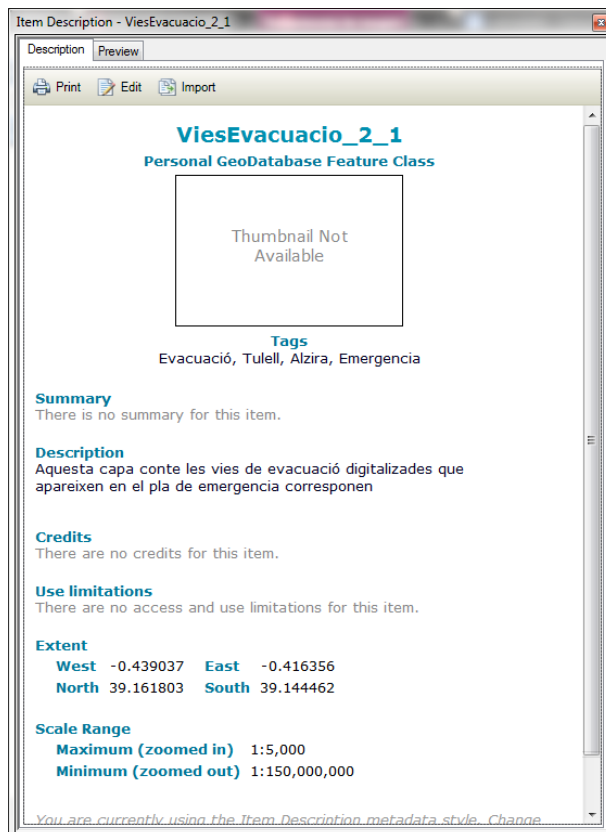 Item Description - ViesEvacuacio_2_1
Description Preview
Print Edit Import
ViesEvacuacio_2_1
Personal GeoDatabase Feature Class
Thumbnail Not
Available
Tags
Evacuació, Tulell, Alzira, Emergencia
Summary
There is no summary for this item.
Description
Aquesta capa conte les vies de evacuació digitalizades que
apareixen en el pla de emergencia corresponen
Credits
There are no credits for this item.
Use limitations
There are no access and use limitations for this item.
Extent
West -0.439037 East -0.416356
North 39.161803 South 39.144462
Scale Range
Maximum (zoomed in) 1:5,000
Minimum (zoomed out) 1:150,000,000
You are currently using the Item Description metadata style. Change